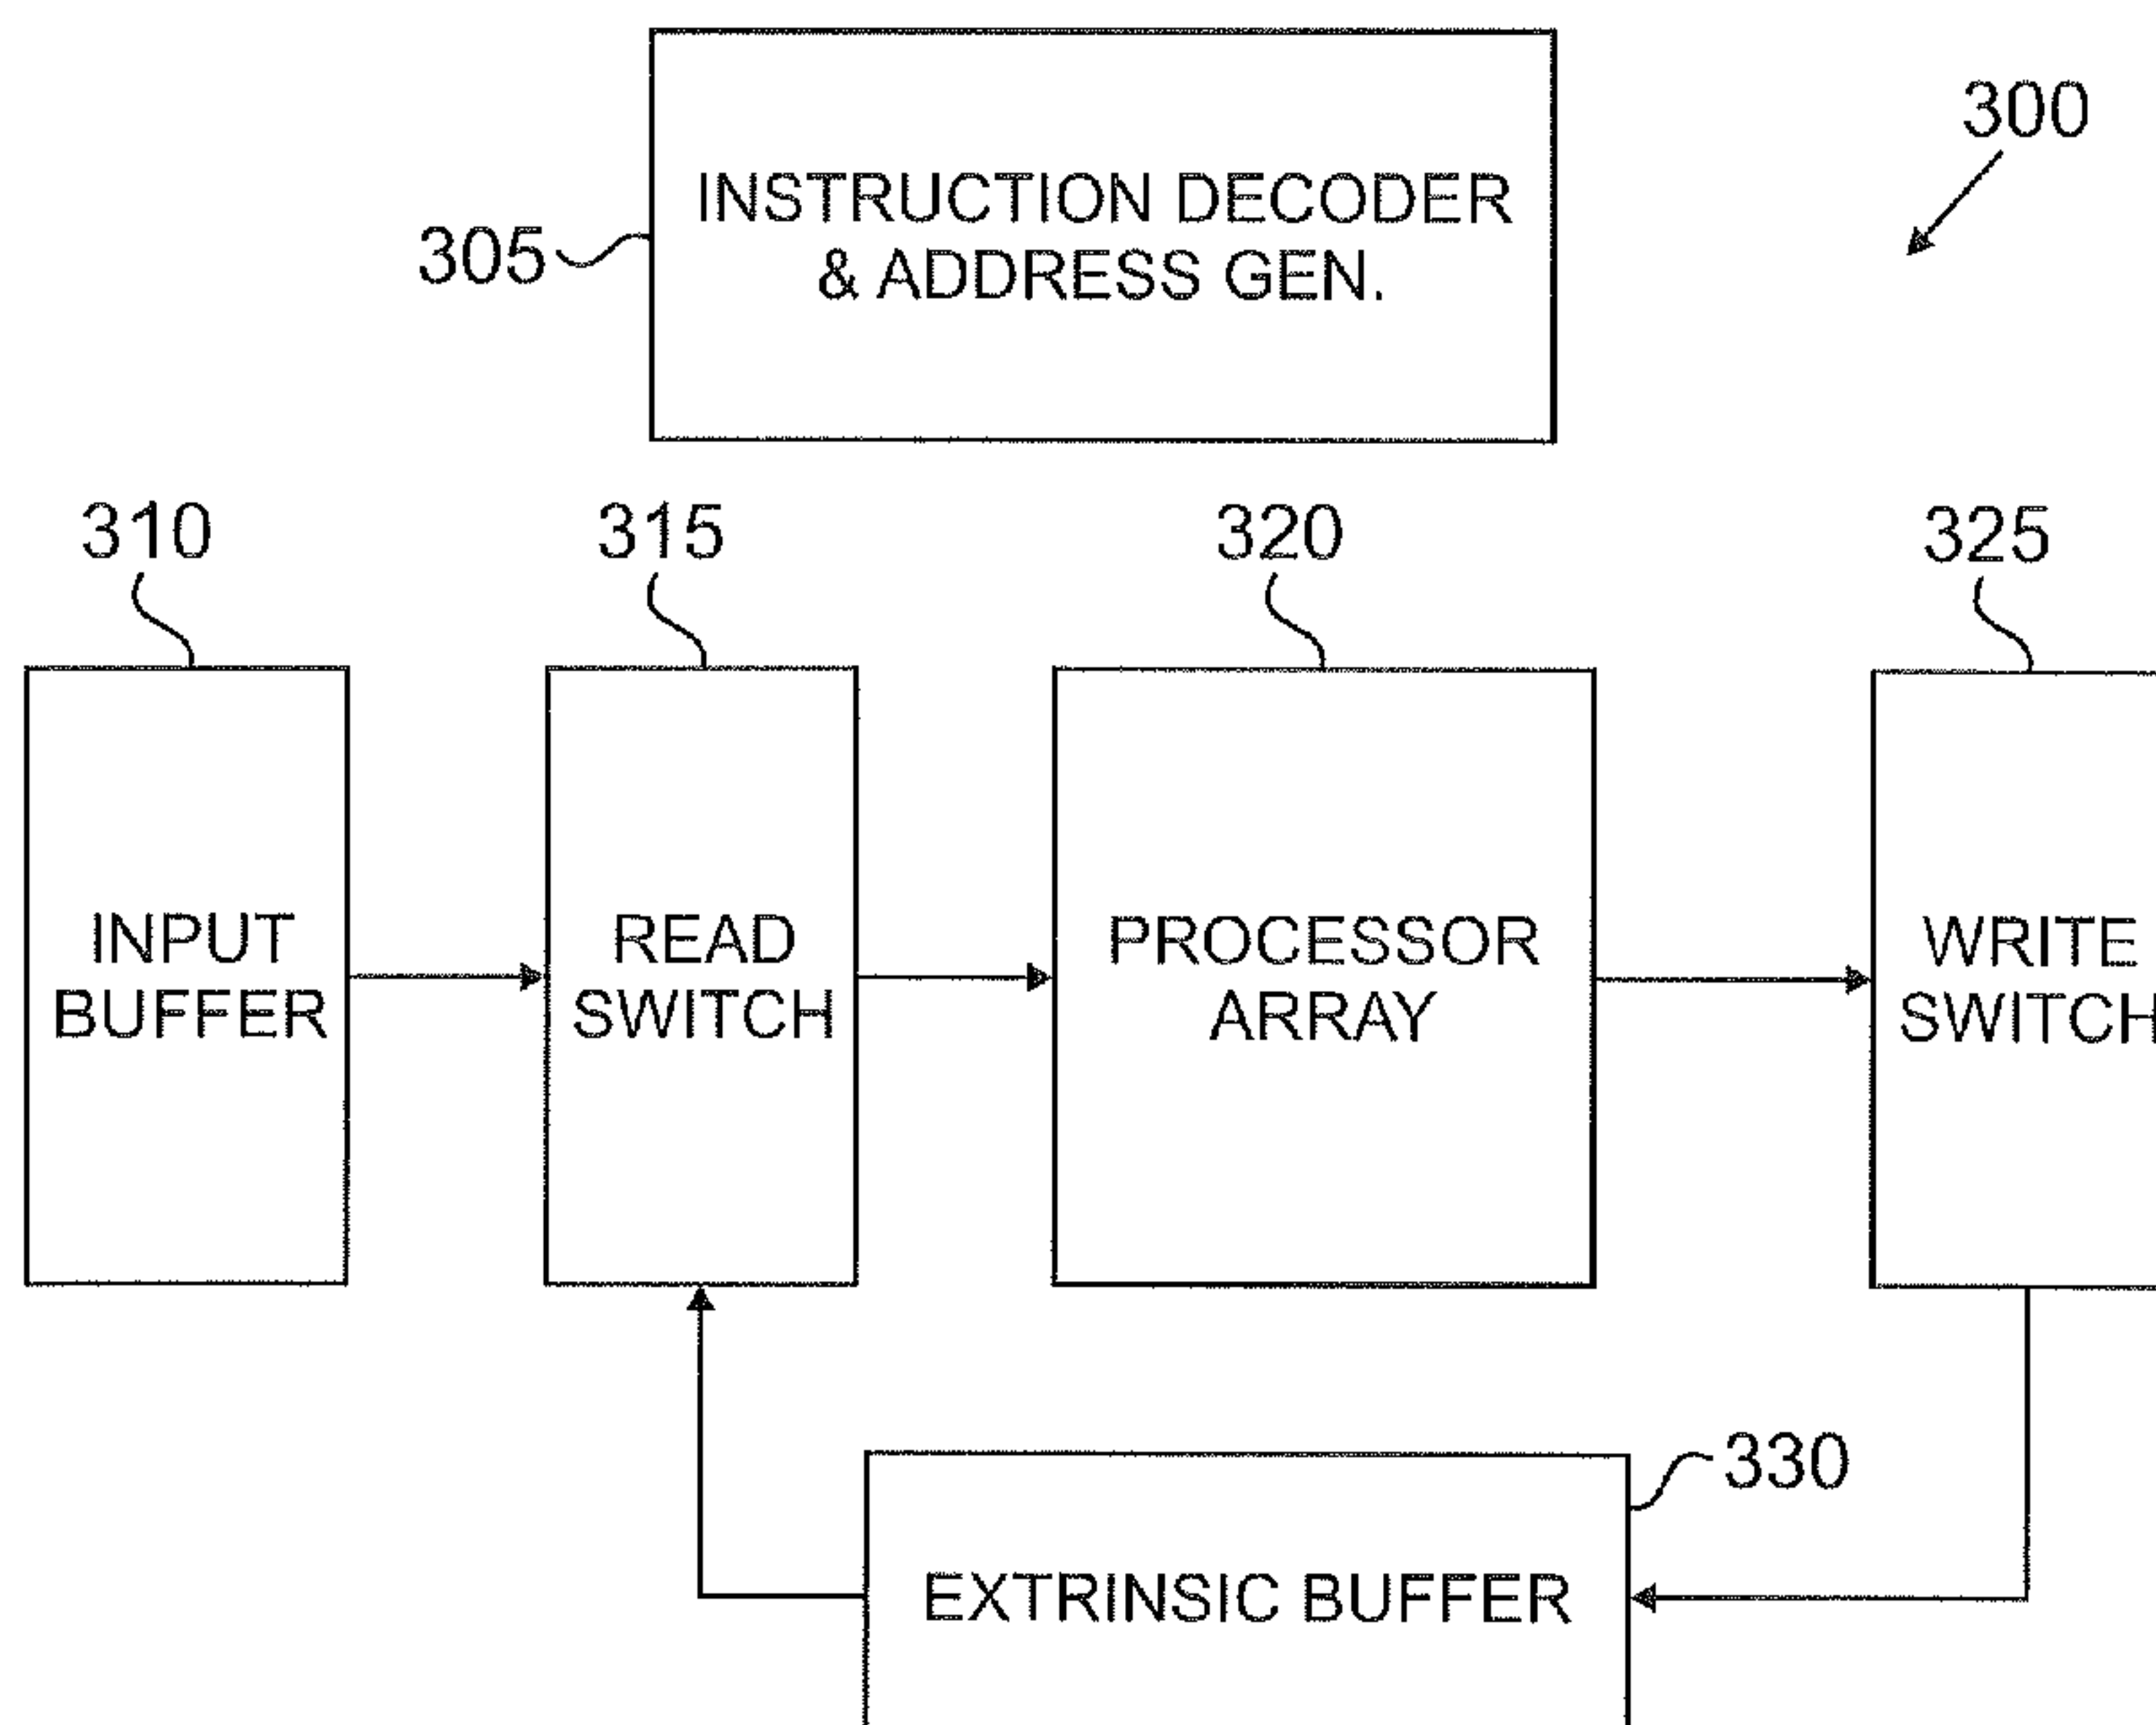 300
INSTRUCTION DECODER
& ADDRESS GEN.
305
310
315
320
325
INPUT
BUFFER
READ
SWITCH
PROCESSOR
ARRAY
WRITE
SWITCH
330
EXTRINSIC BUFFER